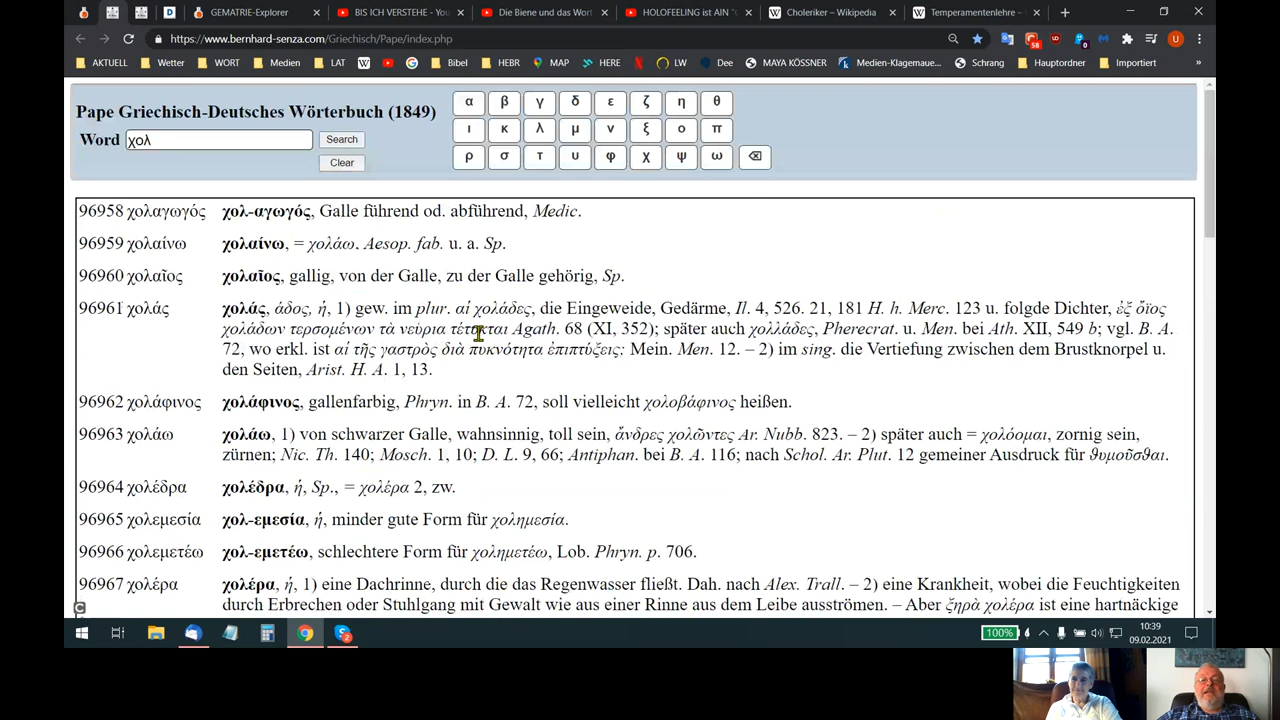 GEMATRIE-Explorer
BIS ICH VERSTEHE - You
Die Biene und das Wort
HOLOFEELING ist AIN "G
Choleriker – Wikipedia
Temperamentenlehre –
https://www.bernhard-senza.com/Griechisch/Pape/index.php
58
0
U
AKTUELL Wetter WORT Medien LAT Bibel HEBR MAP HERE LW Dee MAYA KÖSSNER Medien-Klagemaue... Schrang Hauptordner Importiert
Pape Griechisch-Deutsches Wörterbuch (1849)
Word χολ Search
Clear
α β γ δ ε ζ η θ
ι κ λ μ ν ξ ο π
ρ σ τ υ φ χ ψ ω
96958 χολαγωγός χολ-αγωγός, Galle führend od. abführend, Medic.
96959 χολαίνω χολαίνω, = χολάω, Aesop. fab. u. a. Sp.
96960 χολαῖος χολαῖος, gallig, von der Galle, zu der Galle gehörig, Sp.
96961 χολάς χολάς, άδος, ἡ, 1) gew. im plur. αἱ χολάδες, die Eingeweide, Gedärme, Il. 4, 526. 21, 181 H. h. Merc. 123 u. folgde Dichter, ἐξ ὄϊος
χολάδων τερσομένων τὰ νεύρια τέτακται Agath. 68 (XI, 352); später auch χολλάδες, Pherecrat. u. Men. bei Ath. XII, 549 b; vgl. B. A.
72, wo erkl. ist αἱ τῆς γαστρὸς διὰ πυκνότητα ἐπιπτύξεις: Mein. Men. 12. – 2) im sing. die Vertiefung zwischen dem Brustknorpel u.
den Seiten, Arist. H. A. 1, 13.
96962 χολάφινος χολάφινος, gallenfarbig, Phryn. in B. A. 72, soll vielleicht χολοβάφινος heißen.
96963 χολάω χολάω, 1) von schwarzer Galle, wahnsinnig, toll sein, ἄνδρες χολῶντες Ar. Nubb. 823. – 2) später auch = χολόομαι, zornig sein,
zürnen; Nic. Th. 140; Mosch. 1, 10; D. L. 9, 66; Antiphan. bei B. A. 116; nach Schol. Ar. Plut. 12 gemeiner Ausdruck für ϑυμοῦσϑαι.
96964 χολέδρα χολέδρα, ἡ, Sp., = χολέρα 2, zw.
96965 χολεμεσία χολ-εμεσία, ἡ, minder gute Form für χολημεσία.
96966 χολεμετέω χολ-εμετέω, schlechtere Form für χολημετέω, Lob. Phryn. p. 706.
96967 χολέρα χολέρα, ἡ, 1) eine Dachrinne, durch die das Regenwasser fließt. Dah. nach Alex. Trall. – 2) eine Krankheit, wobei die Feuchtigkeiten
durch Erbrechen oder Stuhlgang mit Gewalt wie aus einer Rinne aus dem Leibe ausströmen. – Aber ξηρὰ χολέρα ist eine hartnäckige
100%
10:39
09.02.2021